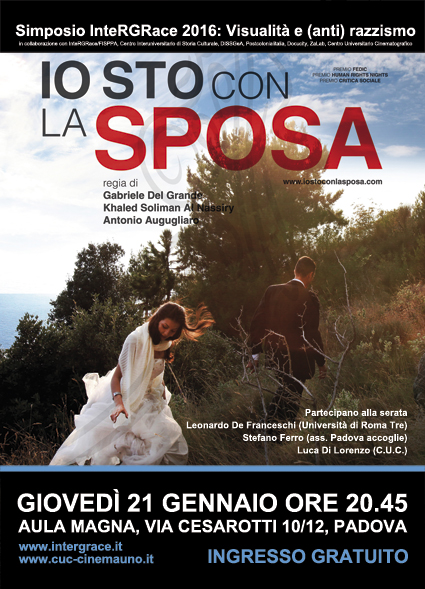 Simposio InteRGRace 2016: Visualità e (anti) razzismo
in collaborazione con InteRGRace/FISPPA, Centro Interuniversitario di Storia Culturale, DiSSGeA, Postcolonialitalia, Docucity, ZaLab, Centro Universitario Cinematografico
PREMIO FEDIC
PREMIO HUMAN RIGHTS NIGHTS
PREMIO CRITICA SOCIALE
IO STO CON
LA SPOSA
regia di
Gabriele Del Grande
Khaled Soliman Al Nassiry
Antonio Augugliaro
www.iostoconlasposa.com
Partecipano alla serata
Leonardo De Franceschi (Università di Roma Tre)
Stefano Ferro (ass. Padova accoglie)
Luca Di Lorenzo (C.U.C.)
GIOVEDÌ 21 GENNAIO ORE 20.45
AULA MAGNA, VIA CESAROTTI 10/12, PADOVA
www.intergrace.it
www.cuc-cinemauno.it
INGRESSO GRATUITO